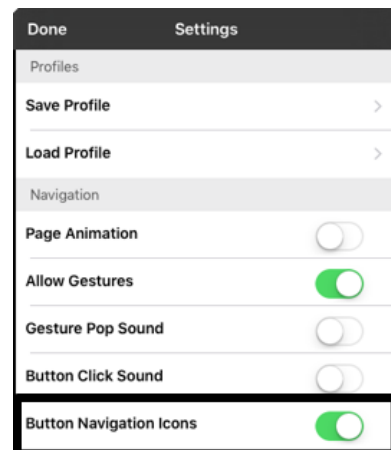 Done Settings
Profiles
Save Profile
Load Profile
Navigation
Page Animation
Allow Gestures
Gesture Pop Sound
Button Click Sound
Button Navigation Icons